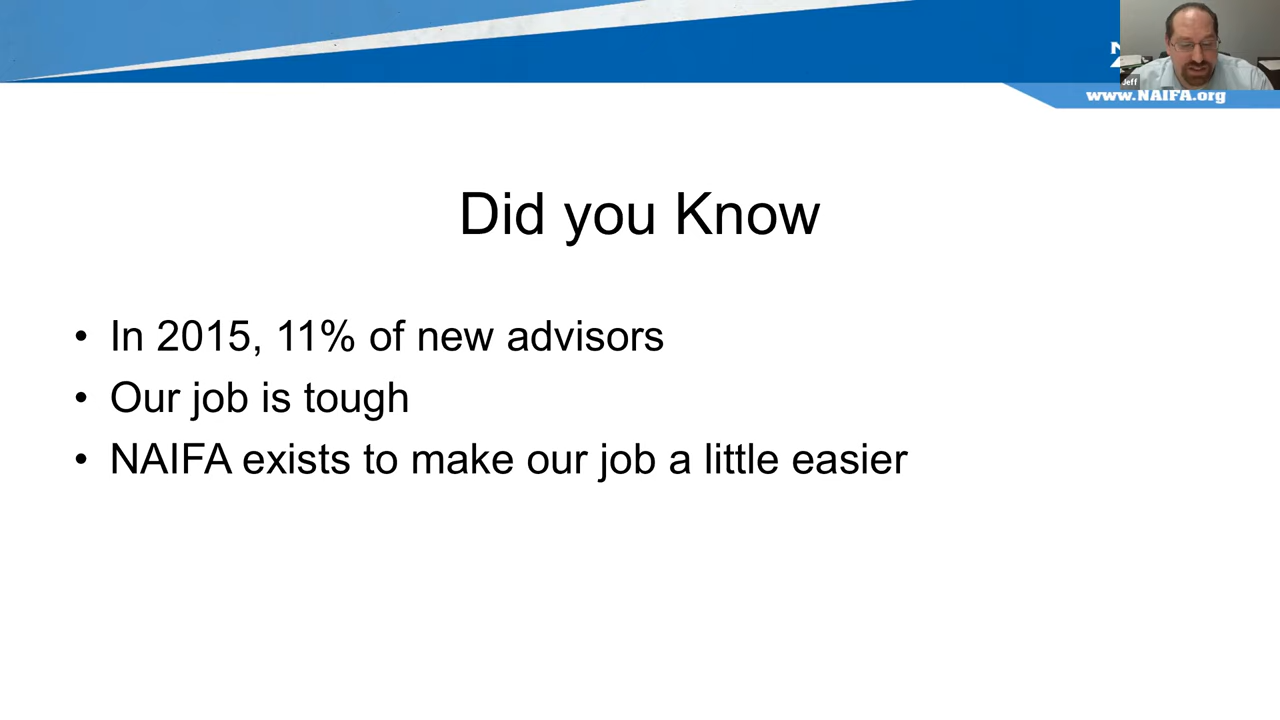 Jeff
www.NAIFA.org
Did you Know
• In 2015, 11% of new advisors
• Our job is tough
• NAIFA exists to make our job a little easier